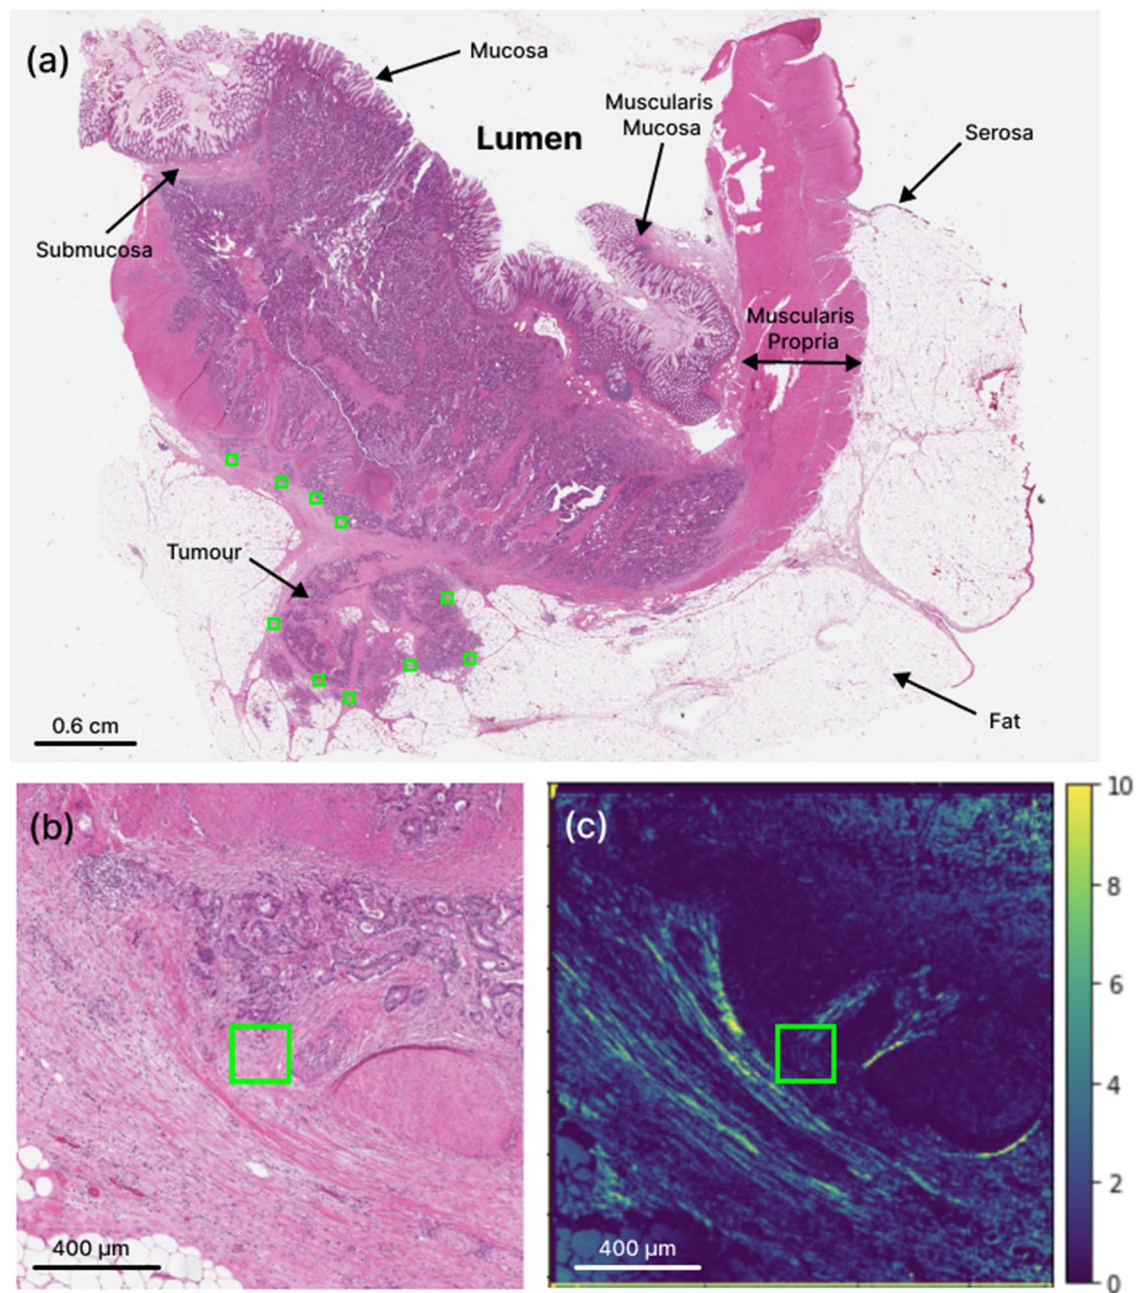 (a)
Mucosa
Lumen
Muscularis
Mucosa
Serosa
Submucosa
Muscularis
Propria
Tumour
Fat
0.6 cm
(b)
400 µm
(c)
400 µm
10
8
6
4
2
0